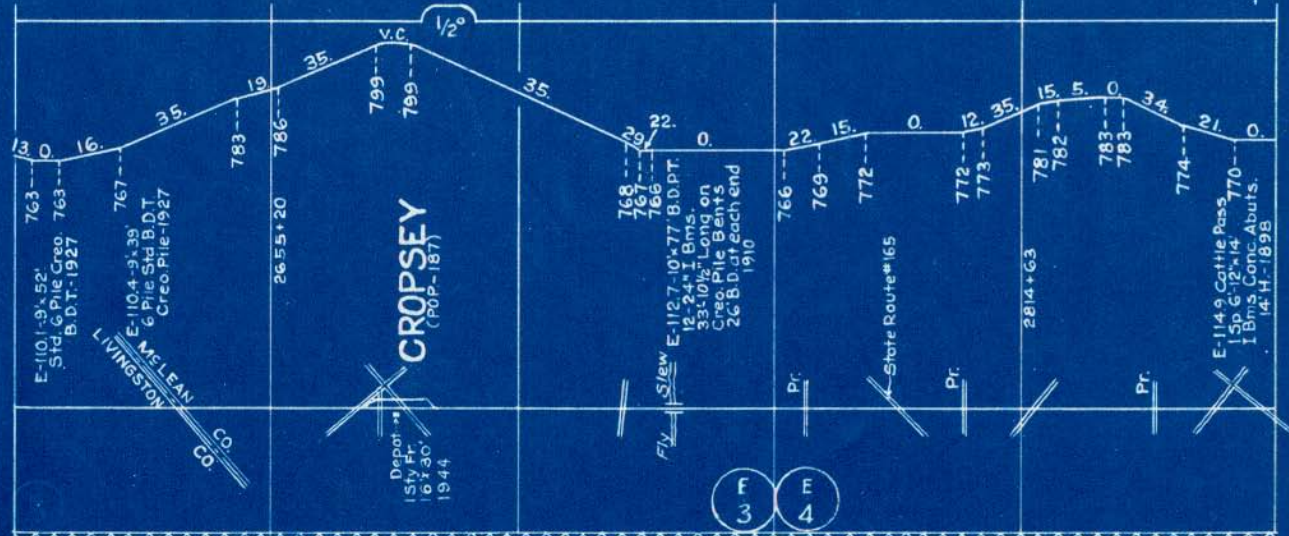 1/2°
V.C.
13. 0. 16. 35. 19. 35. 35. 29. 22. 0. 22. 15. 0. 12. 35. 15. 5. 0. 34. 21. 0.
763 763 767 783 786 799 799 768 767 766 766 769 772 772 773 781 782 783 783 774 770
E-110.1-9'x52'
Std. 6 Pile Creo.
B.D.T.-1927
E-110.4-9'x39'
6 Pile Std B.D.T.
Creo Pile-1927
McLEAN CO.
LIVINGSTON CO.
2655+20
CROPSEY
(POP-187)
Depot
1 Sty Fr
16'x30'
1944
Fly Slew
E-112.7-10'x77' B.D.P.T.
12-24" I Bms.
33'-10½" Long on
Creo. Pile Bents
26' B.D. at each end
1910
Pr.
State Route #165
Pr.
2814+63
Pr.
E-114.9 Cattle Pass
1 Sp. 6'-12"x14'
I Bms Conc. Abuts.
14' H.-1898
E
3
E
4